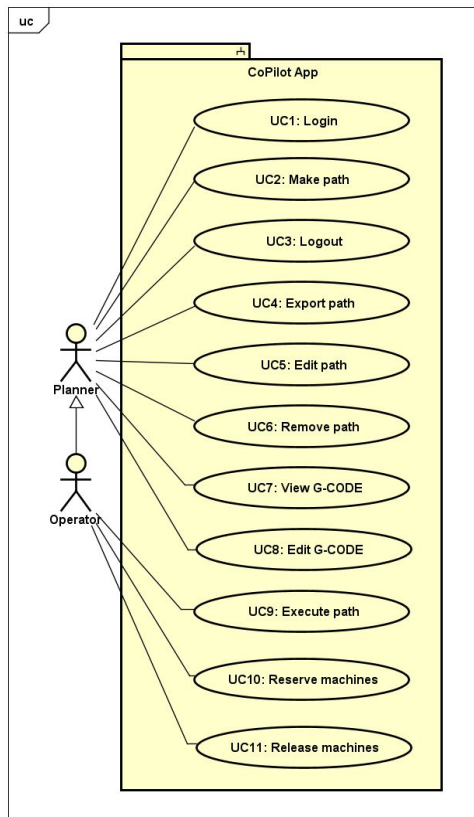 uc
CoPilot App
UC1: Login
UC2: Make path
UC3: Logout
UC4: Export path
UC5: Edit path
Planner
UC6: Remove path
UC7: View G-CODE
Operator
UC8: Edit G-CODE
UC9: Execute path
UC10: Reserve machines
UC11: Release machines